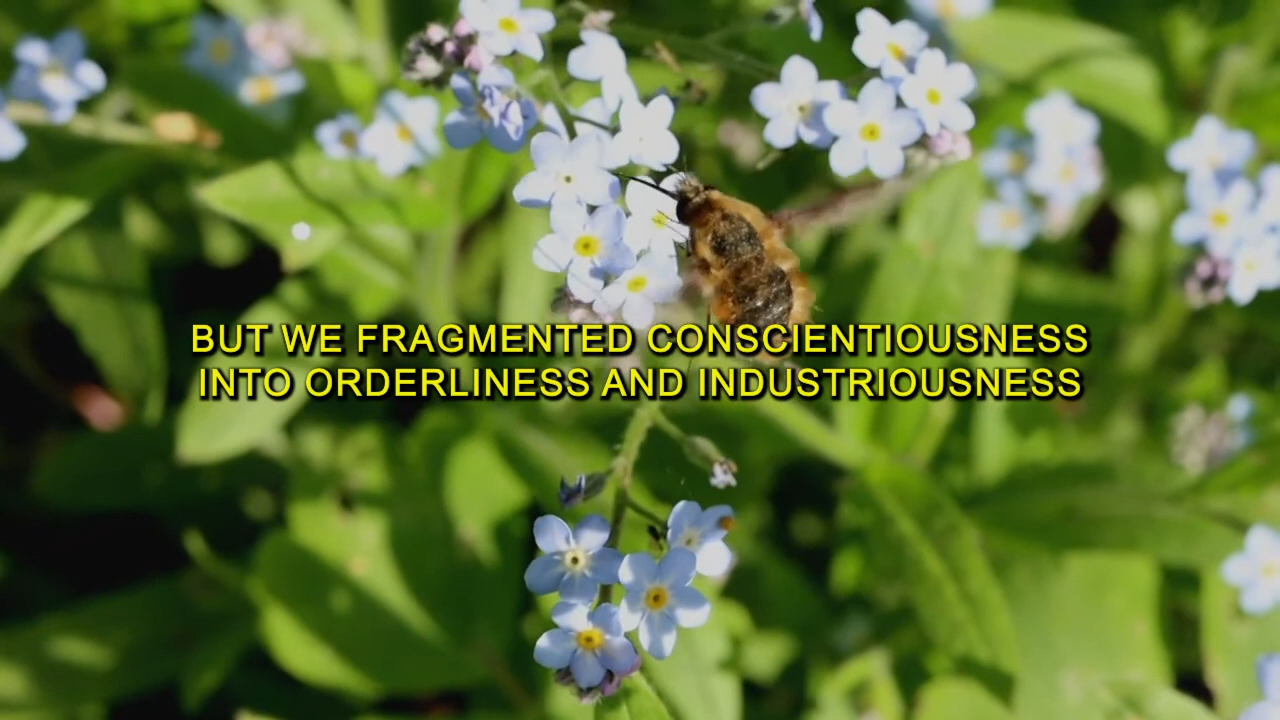 BUT WE FRAGMENTED CONSCIENTIOUSNESS
INTO ORDERLINESS AND INDUSTRIOUSNESS